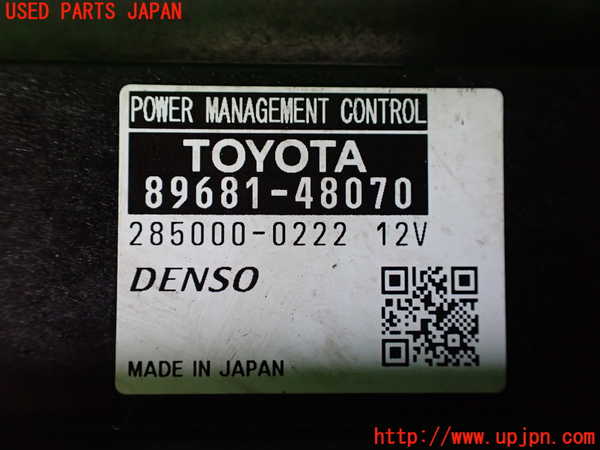 USED PARTS JAPAN
POWER MANAGEMENT CONTROL
TOYOTA
89681-48070
285000-0222 12V
DENSO
MADE IN JAPAN
http://www.upjpn.com